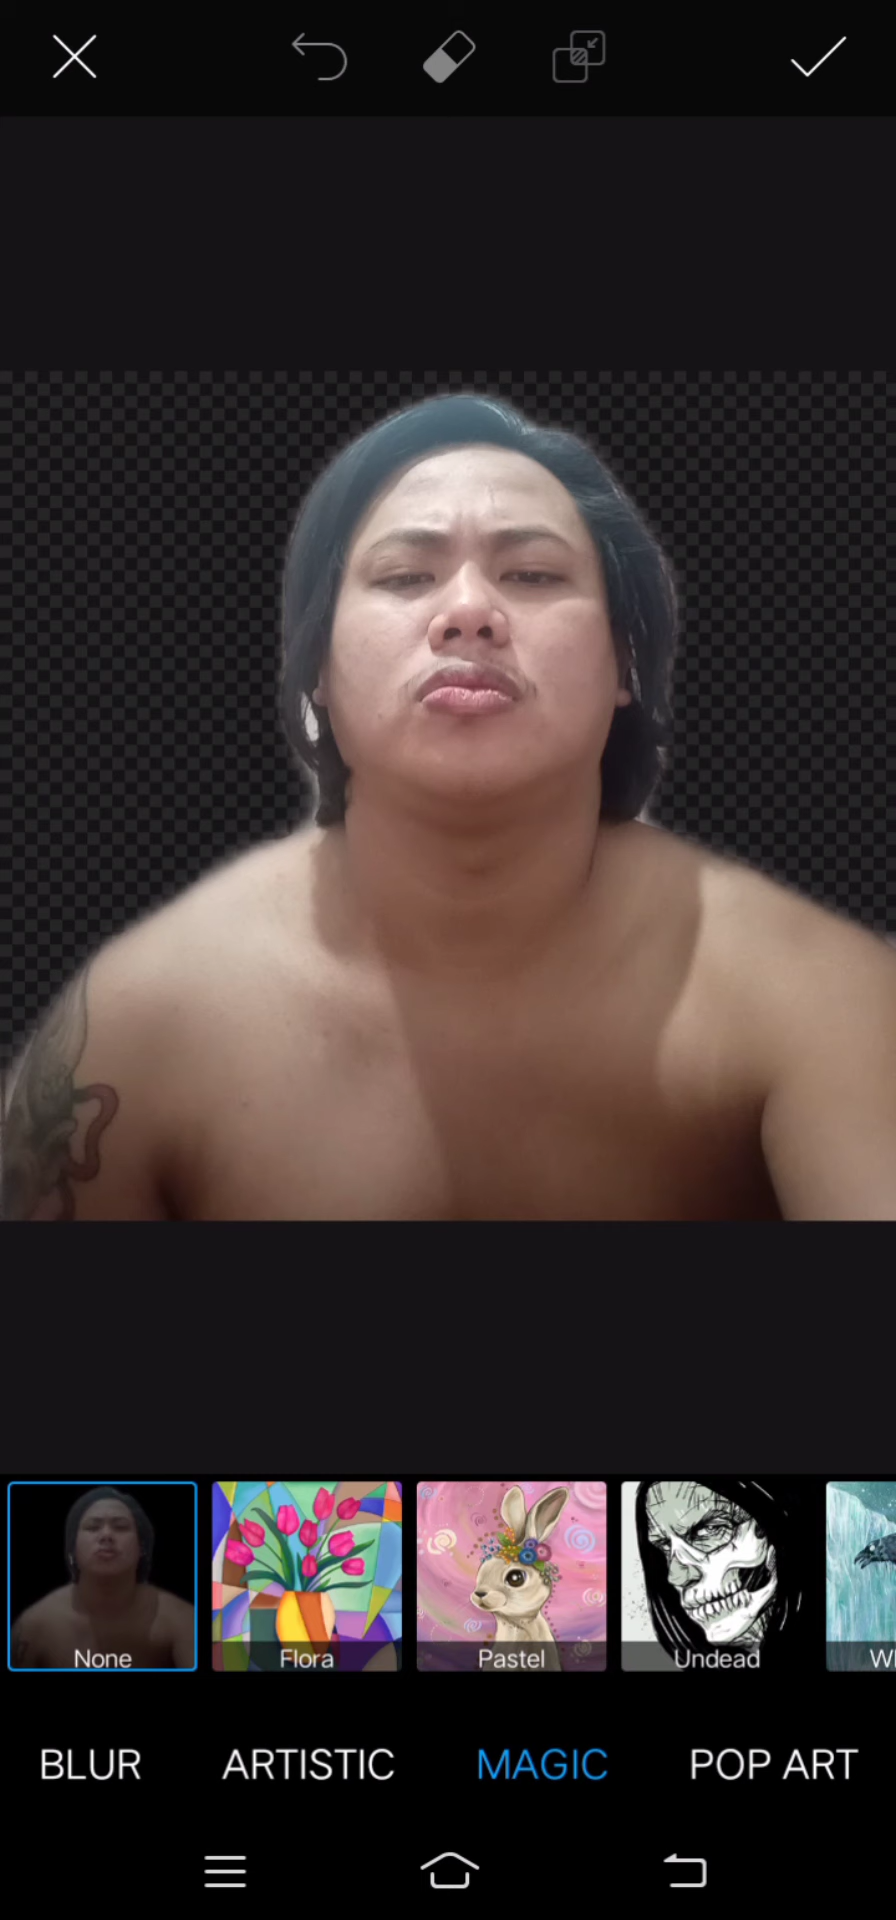 None
Flora
Pastel
Undead
BLUR
ARTISTIC
MAGIC
POP ART